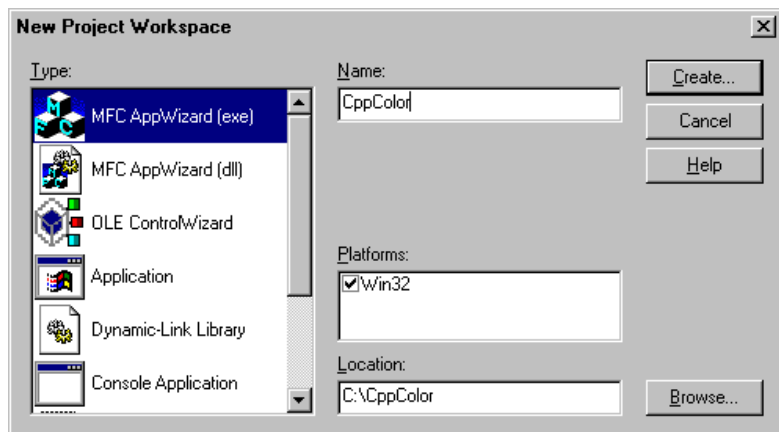 New Project Workspace
Type:
MFC AppWizard (exe)
MFC AppWizard (dll)
OLE ControlWizard
Application
Dynamic-Link Library
Console Application
Name:
CppColor
Platforms:
Win32
Location:
C:\CppColor
Create...
Cancel
Help
Browse...